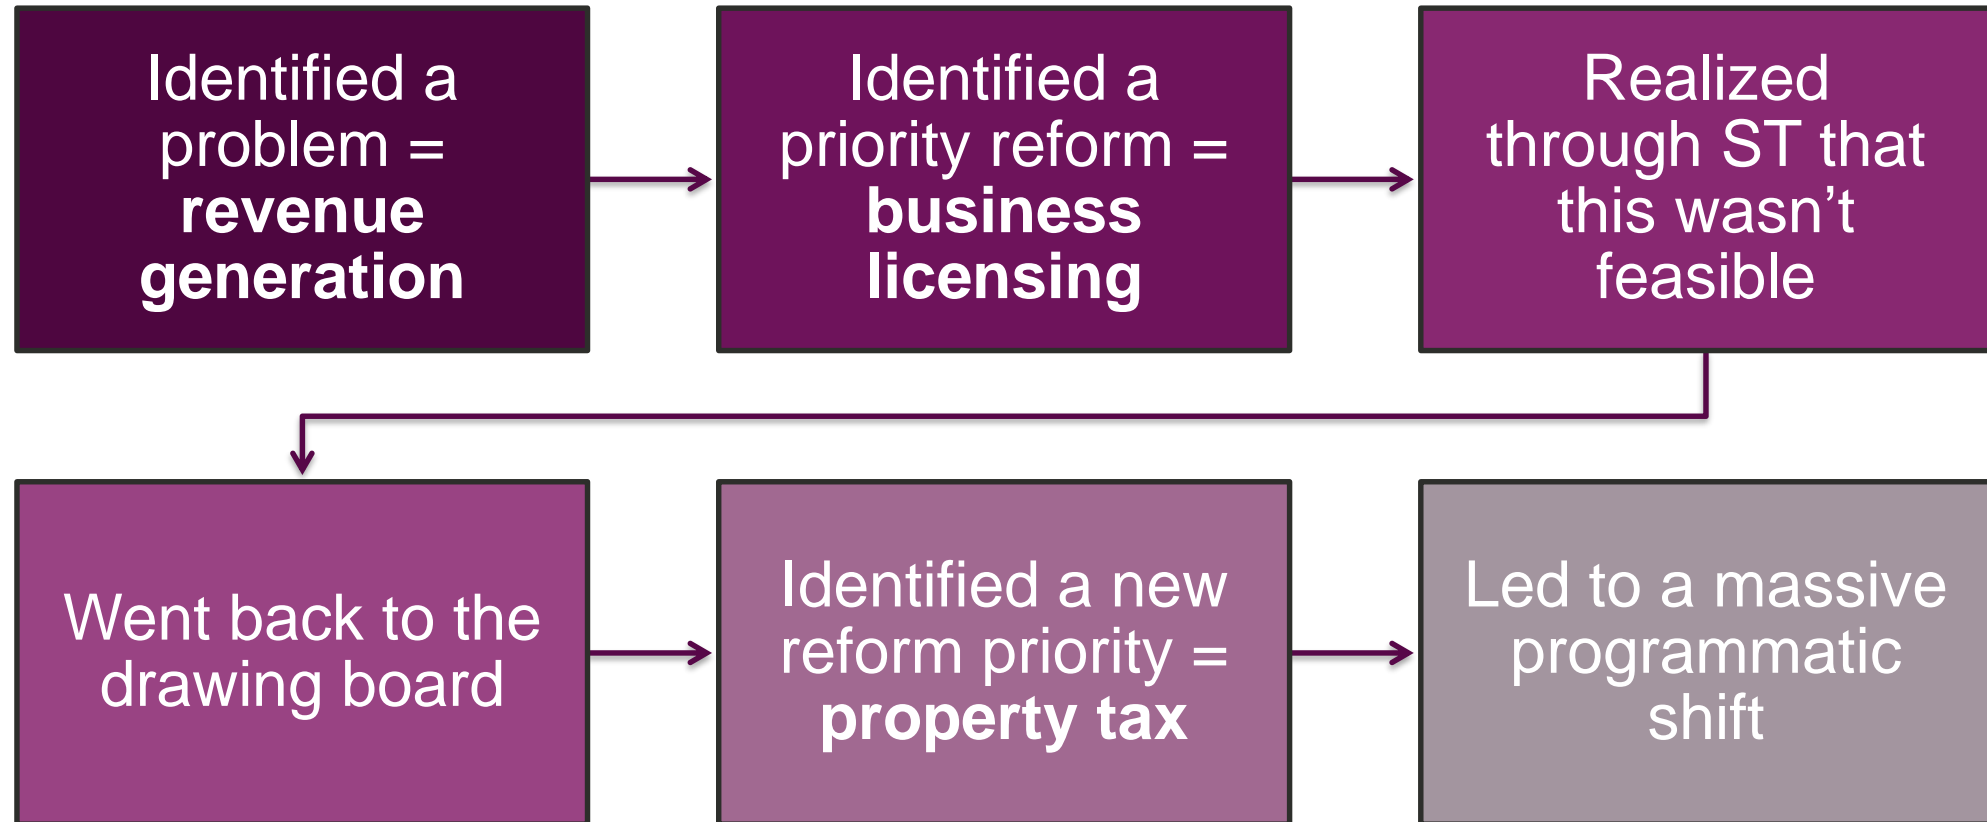 Identified a
problem =
revenue
generation
Identified a
priority reform =
business
licensing
Realized
through ST that
this wasn’t
feasible
Went back to the
drawing board
Identified a new
reform priority =
property tax
Led to a massive
programmatic
shift